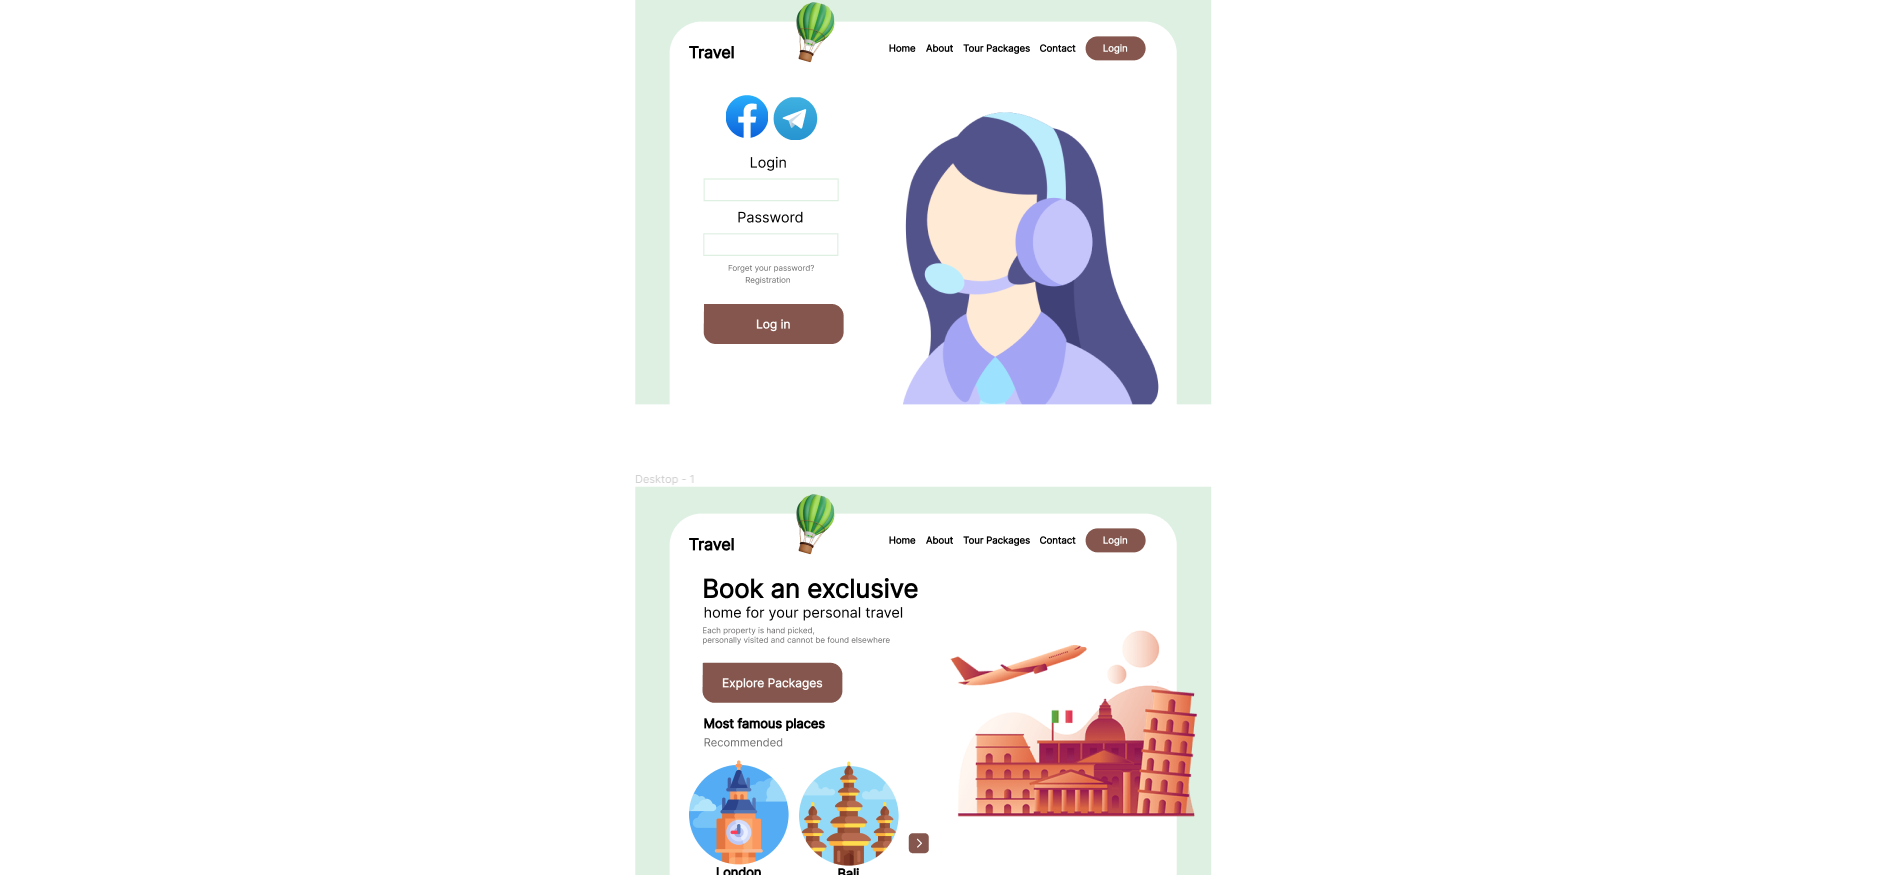 Travel
Home About Tour Packages Contact Login
Login
Password
Forget your password?
Registration
Log in
Desktop - 1
Travel
Home About Tour Packages Contact Login
Book an exclusive
home for your personal travel
Each property is hand picked,
personally visited and cannot be found elsewhere
Explore Packages
Most famous places
Recommended
London Bali